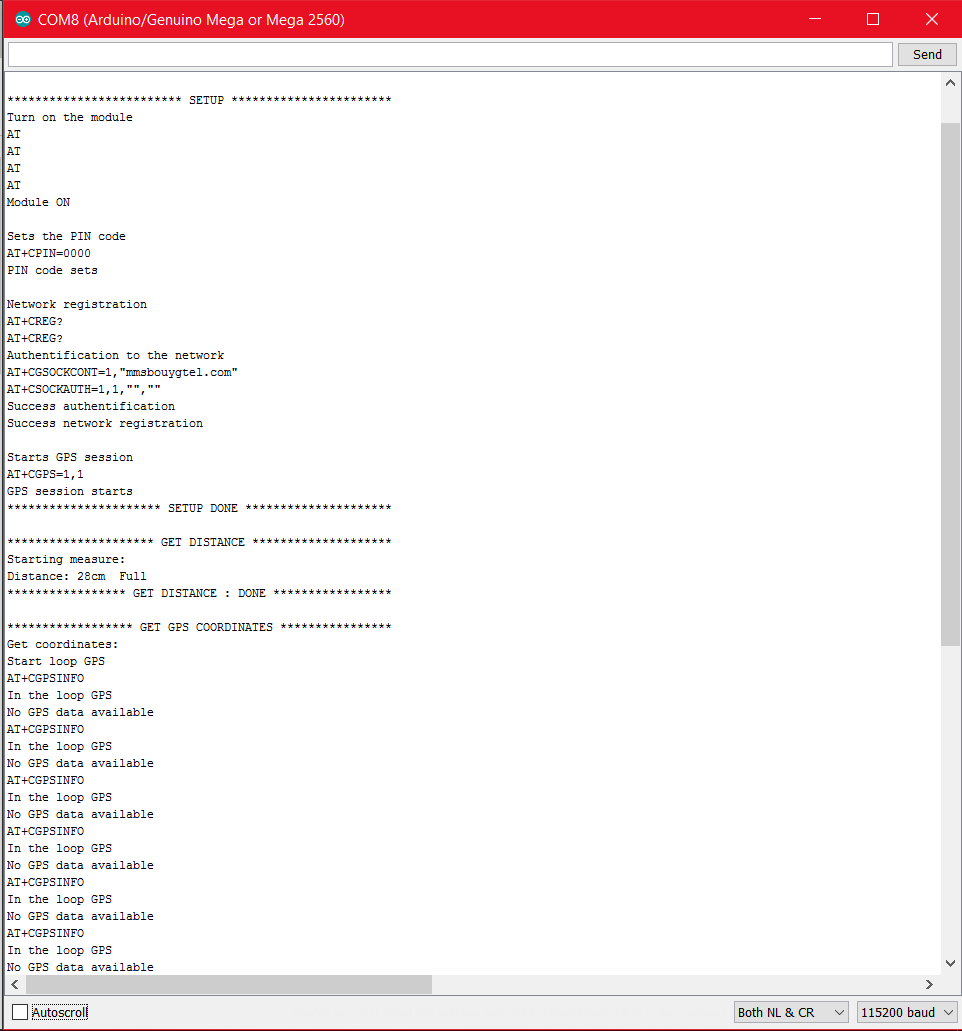 COM8 (Arduino/Genuino Mega or Mega 2560)
Send
************************* SETUP ***********************
Turn on the module
AT
AT
AT
AT
Module ON
Sets the PIN code
AT+CPIN=0000
PIN code sets
Network registration
AT+CREG?
AT+CREG?
Authentification to the network
AT+CGSOCKCONT=1,"mmsbouygtel.com"
AT+CSOCKAUTH=1,1,"",""
Success authentification
Success network registration
Starts GPS session
AT+CGPS=1,1
GPS session starts
********************** SETUP DONE *********************
********************* GET DISTANCE ********************
Starting measure:
Distance: 28cm  Full
***************** GET DISTANCE : DONE *****************
****************** GET GPS COORDINATES ****************
Get coordinates:
Start loop GPS
AT+CGPSINFO
In the loop GPS
No GPS data available
AT+CGPSINFO
In the loop GPS
No GPS data available
AT+CGPSINFO
In the loop GPS
No GPS data available
AT+CGPSINFO
In the loop GPS
No GPS data available
AT+CGPSINFO
In the loop GPS
No GPS data available
AT+CGPSINFO
In the loop GPS
No GPS data available
Autoscroll
Both NL & CR
115200 baud